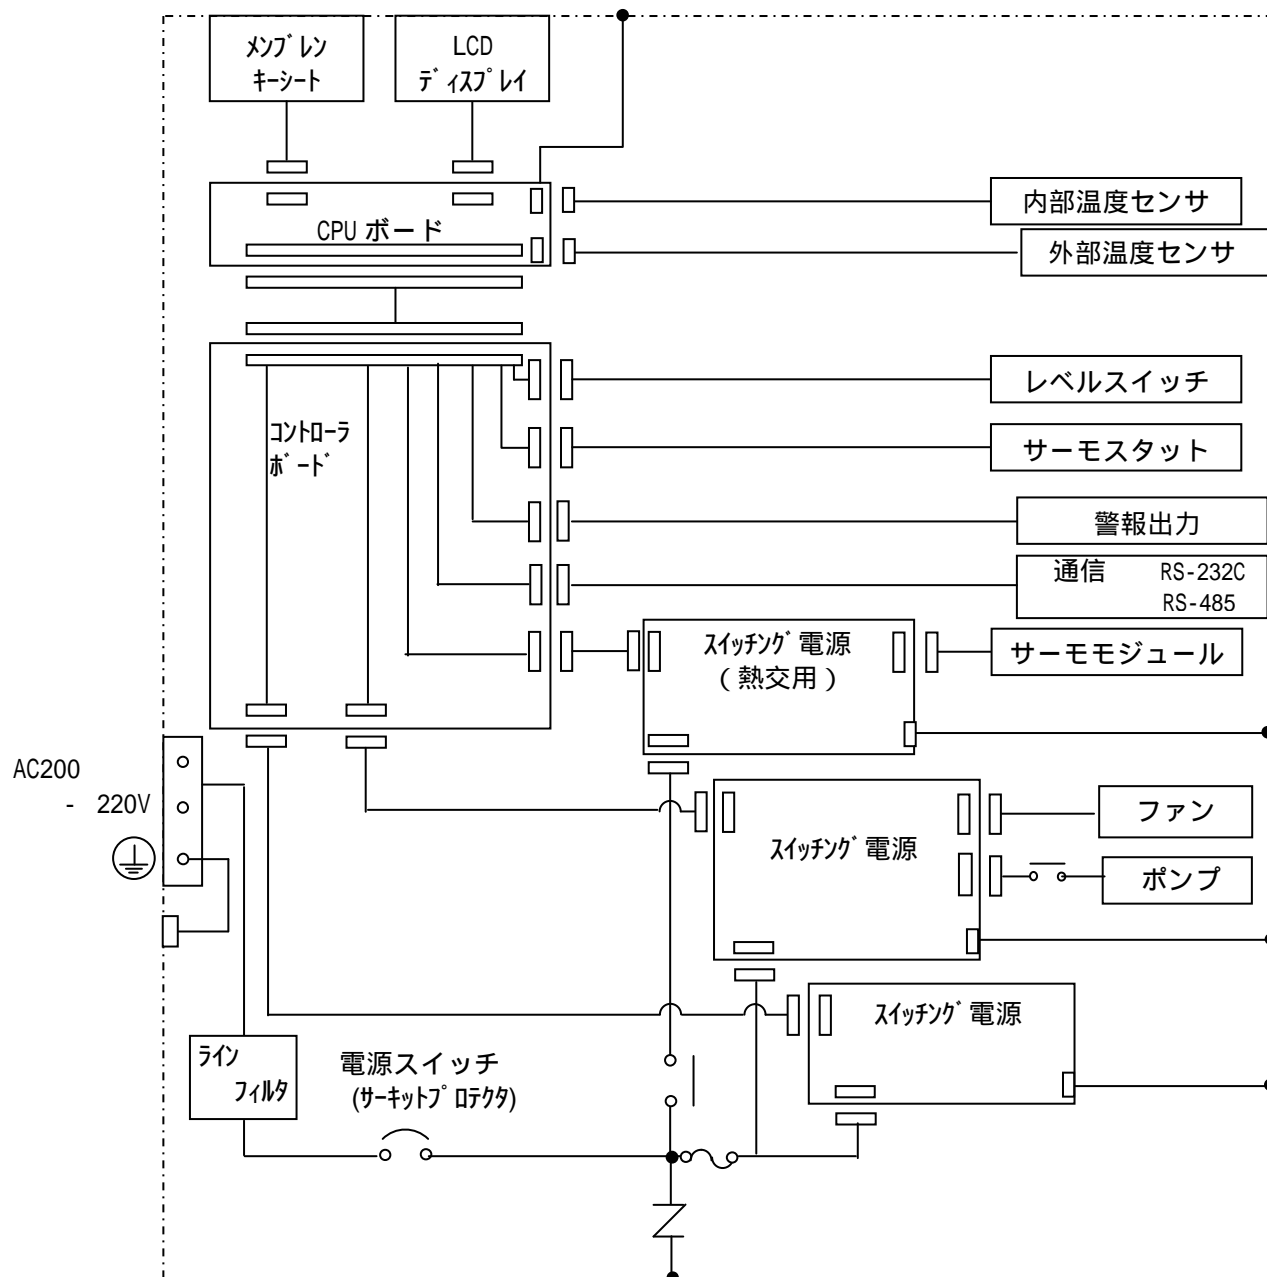 メンブレン
キーシート
LCD
ディスプレイ
CPU ボード
内部温度センサ
外部温度センサ
コントローラ
ボード
レベルスイッチ
サーモスタット
警報出力
通信 RS-232C
RS-485
スイッチング電源
(熱交用)
サーモモジュール
AC200
- 220V
スイッチング電源
ファン
ポンプ
スイッチング電源
ライン
フィルタ
電源スイッチ
(サーキットプロテクタ)